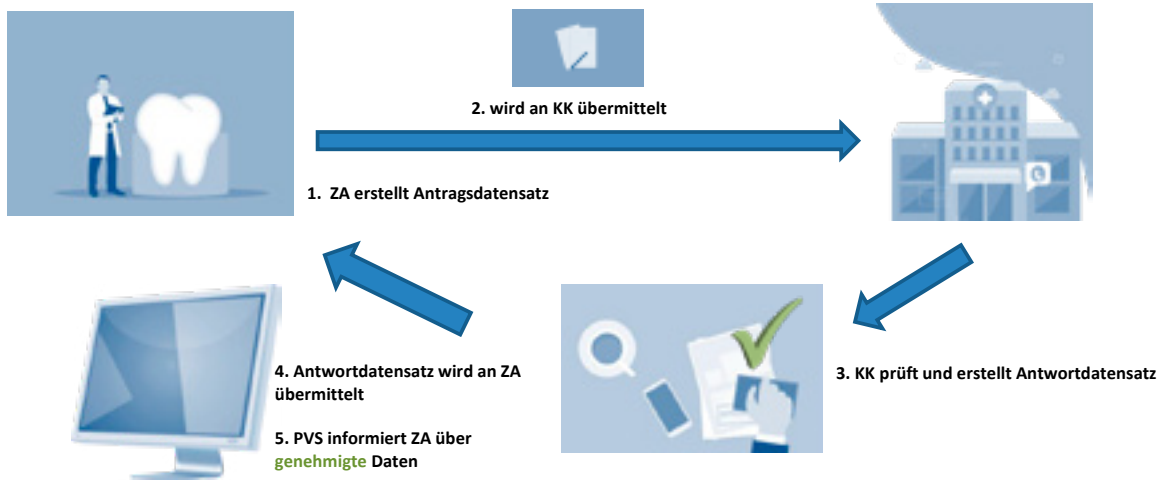 2. wird an KK übermittelt
1. ZA erstellt Antragsdatensatz
3. KK prüft und erstellt Antwortdatensatz
4. Antwortdatensatz wird an ZA
übermittelt
5. PVS informiert ZA über
genehmigte Daten